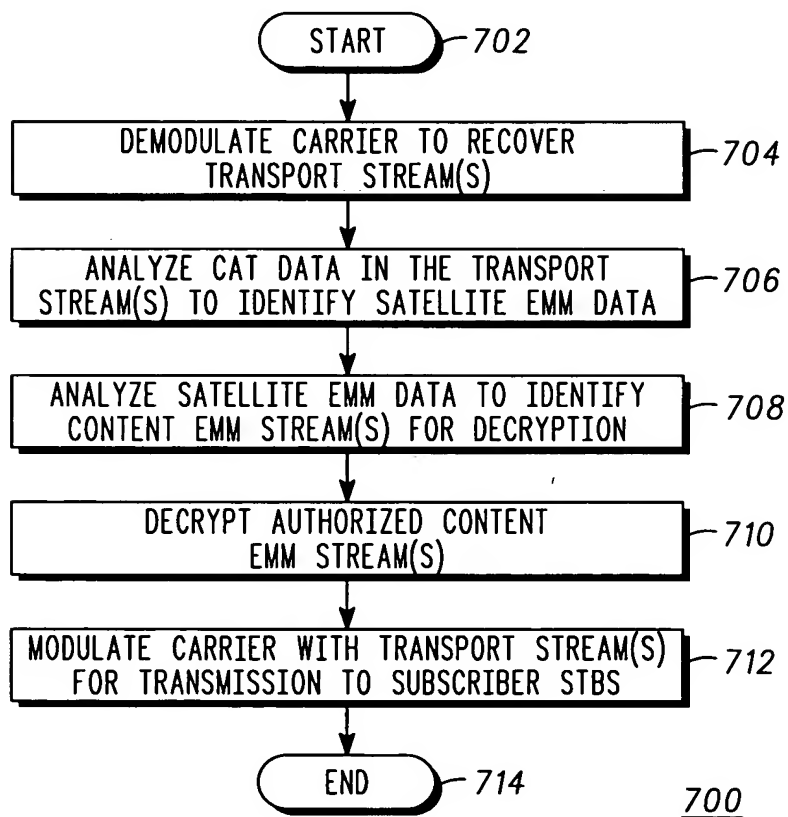 START
702
DEMODULATE CARRIER TO RECOVER
TRANSPORT STREAM(S)
704
ANALYZE CAT DATA IN THE TRANSPORT
STREAM(S) TO IDENTIFY SATELLITE EMM DATA
706
ANALYZE SATELLITE EMM DATA TO IDENTIFY
CONTENT EMM STREAM(S) FOR DECRYPTION
708
DECRYPT AUTHORIZED CONTENT
EMM STREAM(S)
710
MODULATE CARRIER WITH TRANSPORT STREAM(S)
FOR TRANSMISSION TO SUBSCRIBER STBS
712
END
714
700